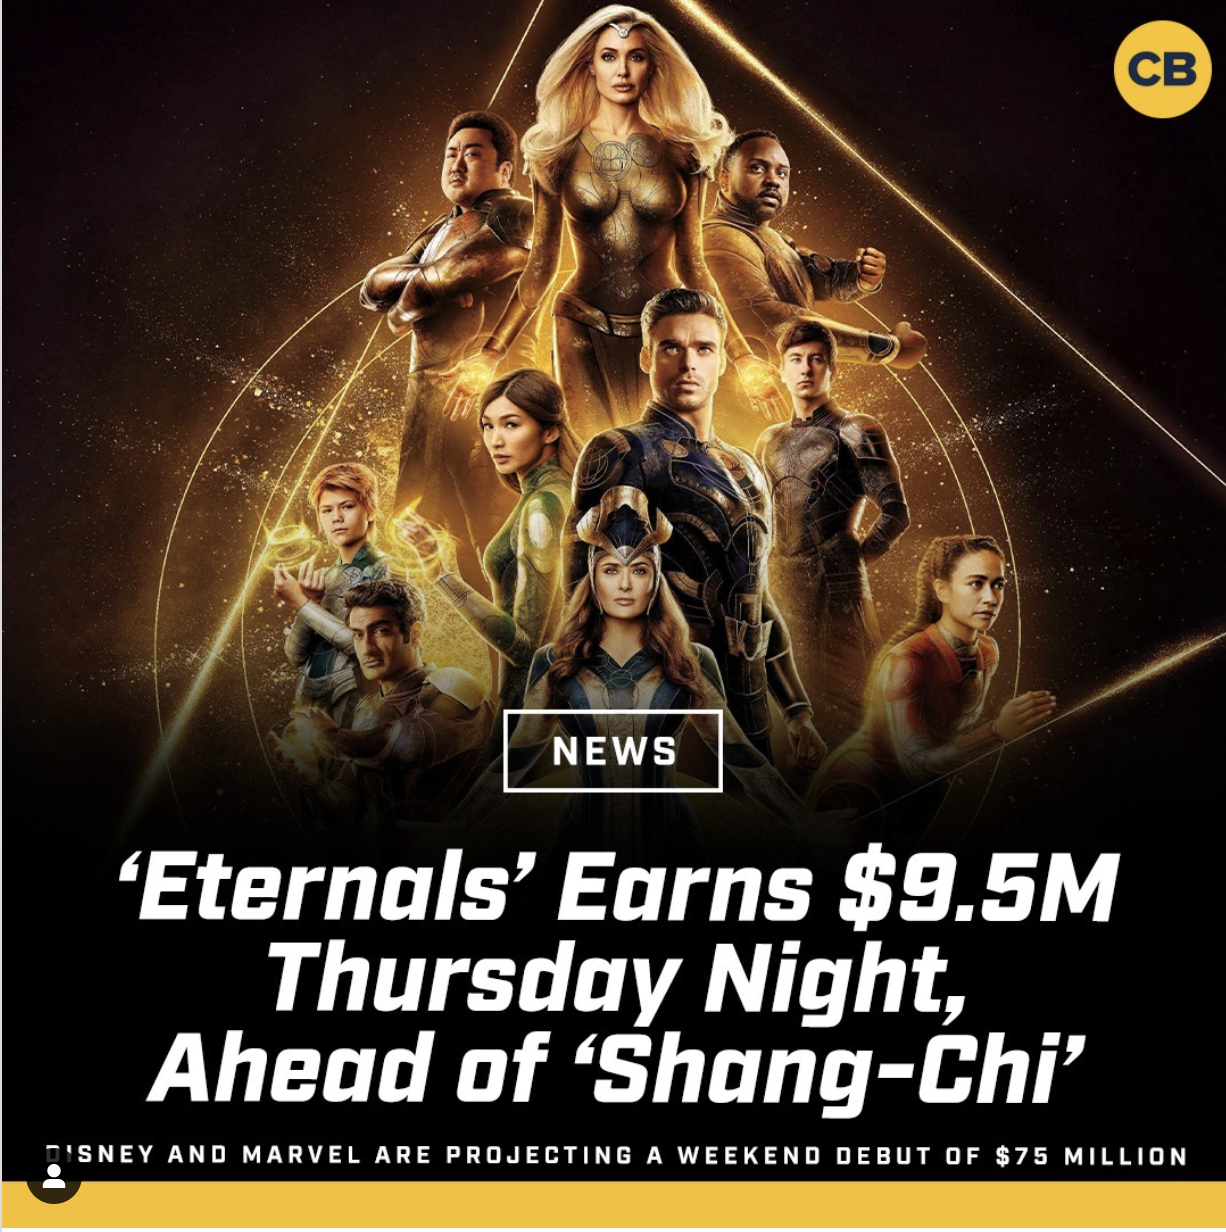 CB
NEWS
‘Eternals’ Earns $9.5M
Thursday Night,
Ahead of ‘Shang-Chi’
DISNEY AND MARVEL ARE PROJECTING A WEEKEND DEBUT OF $75 MILLION